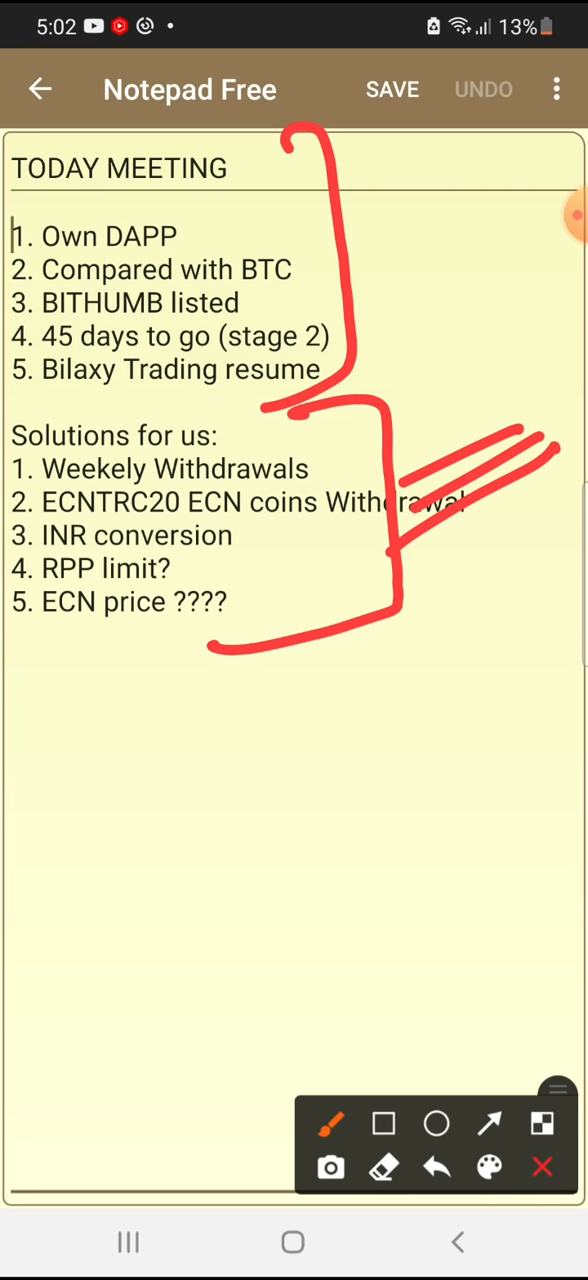 5:02
13%
Notepad Free
SAVE
UNDO
TODAY MEETING
1. Own DAPP
2. Compared with BTC
3. BITHUMB listed
4. 45 days to go (stage 2)
5. Bilaxy Trading resume
Solutions for us:
1. Weekely Withdrawals
2. ECNTRC20 ECN coins Withdrawal
3. INR conversion
4. RPP limit?
5. ECN price ????